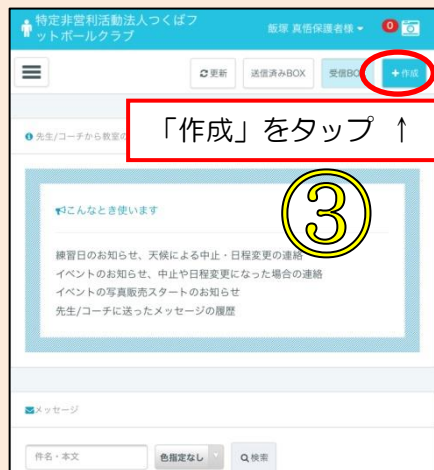 特定非営利活動法人つくばフ
ットボールクラブ
飯塚 真悟保護者様
0
更新
送信済みBOX
受信BO
+作成
先生/コーチから教室の
「作成」をタップ ↑
こんなとき使います
③
練習日のお知らせ、天候による中止・日程変更の連絡
イベントのお知らせ、中止や日程変更になった場合の連絡
イベントの写真販売スタートのお知らせ
先生/コーチに送ったメッセージの履歴
メッセージ
件名・本文
色指定なし
検索